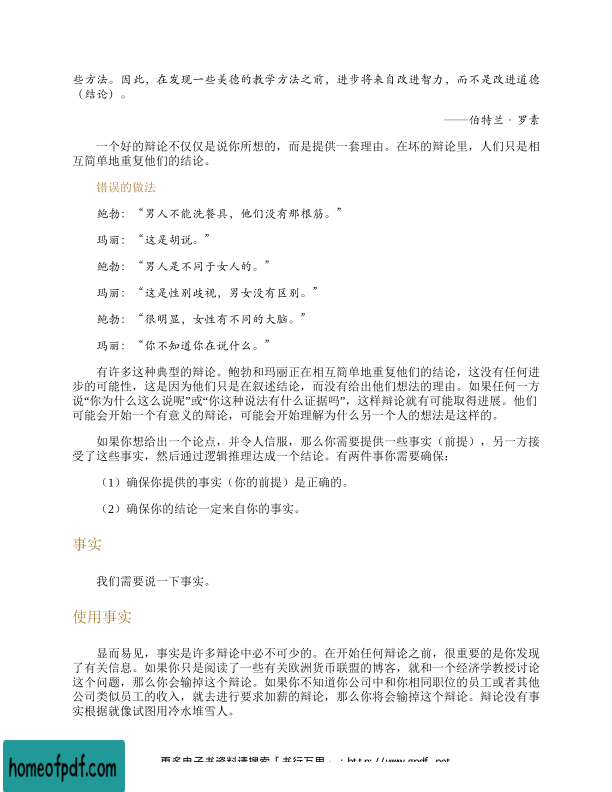 些方法。因此，在发现一些美德的教学方法之前，进步将来自改进智力，而不是改进道德
（结论）。
——伯特兰·罗素
一个好的辩论不仅仅是说你所想的，而是提供一套理由。在坏的辩论里，人们只是相
互简单地重复他们的结论。
错误的做法
鲍勃：“男人不能洗餐具，他们没有那根筋。”
玛丽：“这是胡说。”
鲍勃：“男人是不同于女人的。”
玛丽：“这是性别歧视，男女没有区别。”
鲍勃：“很明显，女性有不同的大脑。”
玛丽：“你不知道你在说什么。”
有许多这种典型的辩论。鲍勃和玛丽正在相互简单地重复他们的结论，这没有任何进
步的可能性，这是因为他们只是在叙述结论，而没有给出他们想法的理由。如果任何一方
说“你为什么这么说呢”或“你这种说法有什么证据吗”，这样辩论就有可能取得进展。他们
可能会开始一个有意义的辩论，可能会开始理解为什么另一个人的想法是这样的。
如果你想给出一个论点，并令人信服，那么你需要提供一些事实（前提），另一方接
受了这些事实，然后通过逻辑推理达成一个结论。有两件事你需要确保：
（1）确保你提供的事实（你的前提）是正确的。
（2）确保你的结论一定来自你的事实。
事实
我们需要说一下事实。
使用事实
显而易见，事实是许多辩论中必不可少的。在开始任何辩论之前，很重要的是你发现
了有关信息。如果你只是阅读了一些有关欧洲货币联盟的博客，就和一个经济学教授讨论
这个问题，那么你会输掉这个辩论。如果你不知道你公司中和你相同职位的员工或者其他
公司类似员工的收入，就去进行要求加薪的辩论，那么你将会输掉这个辩论。辩论没有事
实根据就像试图用冷水堆雪人。
homeofpdf.com
更多电子书资料请搜索「书行万里